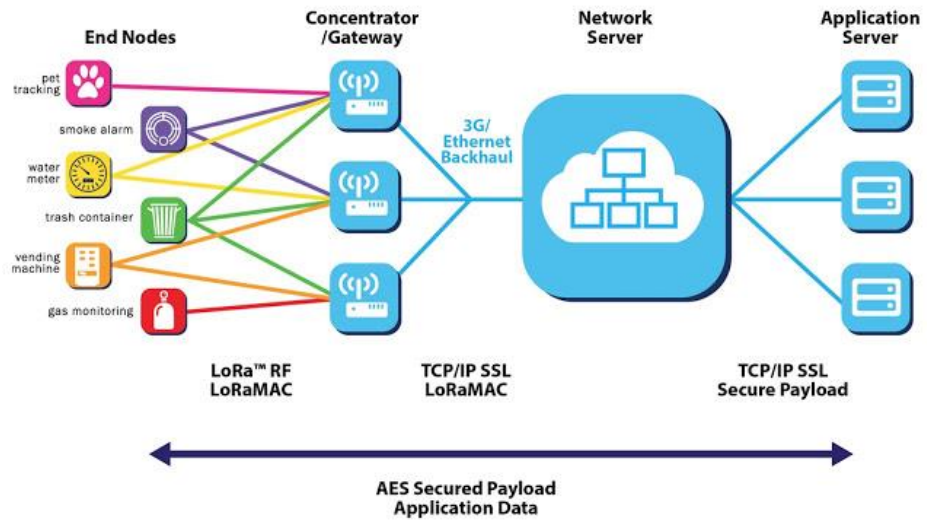 End Nodes
Concentrator
/Gateway
Network
Server
Application
Server
pet
tracking
smoke alarm
water
meter
trash container
vending
machine
gas monitoring
3G/
Ethernet
Backhaul
LoRa™ RF
LoRaMAC
TCP/IP SSL
LoRaMAC
TCP/IP SSL
Secure Payload
AES Secured Payload
Application Data